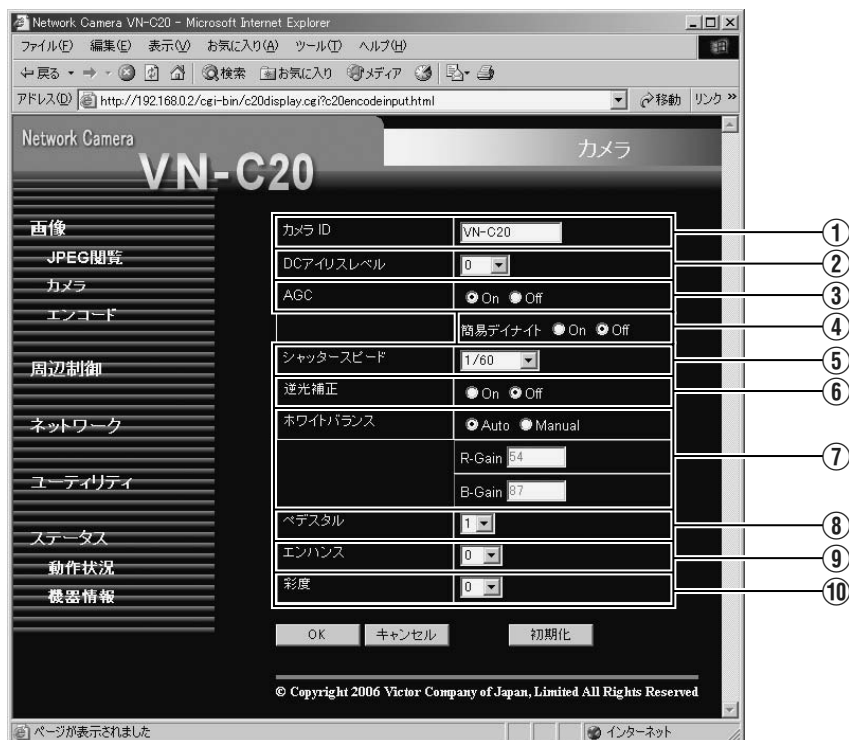 Network Camera VN-C20 - Microsoft Internet Explorer
ファイル(F) 編集(E) 表示(V) お気に入り(A) ツール(T) ヘルプ(H)
戻る 検索 お気に入り メディア
アドレス(D) http://192.168.0.2/cgi-bin/c20display.cgi?c20encodeinput.html 移動 リンク »
Network Camera
VN-C20
カメラ
画像
JPEG閲覧
カメラ
エンコード
周辺制御
ネットワーク
ユーティリティ
ステータス
動作状況
機器情報
カメラ ID VN-C20 ①
DCアイリスレベル 0 ②
AGC On Off ③
簡易デイナイト On Off ④
シャッタースピード 1/60 ⑤
逆光補正 On Off ⑥
ホワイトバランス Auto Manual
R-Gain 54 ⑦
B-Gain 87
ペデスタル 1 ⑧
エンハンス 0 ⑨
彩度 0 ⑩
OK キャンセル 初期化
© Copyright 2006 Victor Company of Japan, Limited All Rights Reserved
ページが表示されました インターネット